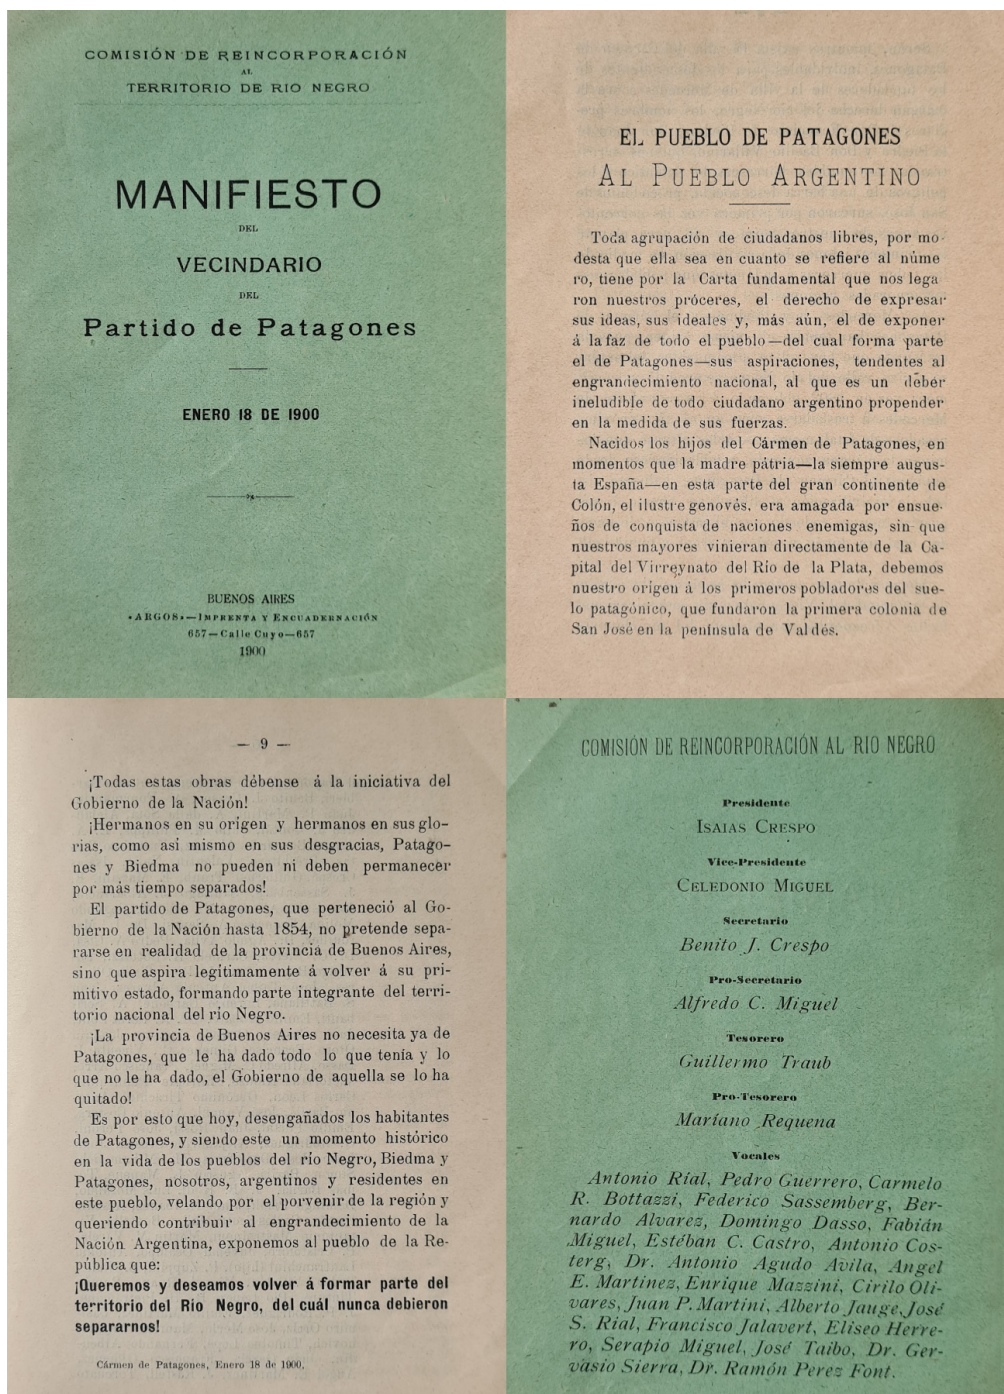 COMISIÓN DE REINCORPORACIÓN
AL
TERRITORIO DE RIO NEGRO
MANIFIESTO
DEL
VECINDARIO
DEL
Partido de Patagones
ENERO 18 DE 1900
BUENOS AIRES
«ARGOS»—IMPRENTA Y ENCUADERNACIÓN
657—Calle Cuyo—657
1900
EL PUEBLO DE PATAGONES
AL PUEBLO ARGENTINO
Toda agrupación de ciudadanos libres, por mo-
desta que ella sea en cuanto se refiere al núme
ro, tiene por la Carta fundamental que nos lega
ron nuestros próceres, el derecho de expresar
sus ideas, sus ideales y, más aún, el de exponer
á la faz de todo el pueblo—del cual forma parte
el de Patagones—sus aspiraciones, tendentes al
engrandecimiento nacional, al que es un deber
ineludible de todo ciudadano argentino propender
en la medida de sus fuerzas.
Nacidos los hijos del Cármen de Patagones, en
momentos que la madre pátria—la siempre augus-
ta España—en esta parte del gran continente de
Colón, el ilustre genovés, era amagada por ensue-
ños de conquista de naciones enemigas, sin que
nuestros mayores vinieran directamente de la Ca-
pital del Virreynato del Río de la Plata, debemos
nuestro origen á los primeros pobladores del sue-
lo patagónico, que fundaron la primera colonia de
San José en la península de Valdés.
— 9 —
¡Todas estas obras débense á la iniciativa del
Gobierno de la Nación!
¡Hermanos en su origen y hermanos en sus glo-
rias, como así mismo en sus desgracias, Patago-
nes y Biedma no pueden ni deben permanecer
por más tiempo separados!
El partido de Patagones, que perteneció al Go-
bierno de la Nación hasta 1854, no pretende sepa-
rarse en realidad de la provincia de Buenos Aires,
sino que aspira legítimamente á volver á su pri-
mitivo estado, formando parte integrante del terri-
torio nacional del río Negro.
¡La provincia de Buenos Aires no necesita ya de
Patagones, que le ha dado todo lo que tenía y lo
que no le ha dado, el Gobierno de aquella se lo ha
quitado!
Es por esto que hoy, desengañados los habitantes
de Patagones, y siendo este un momento histórico
en la vida de los pueblos del río Negro, Biedma y
Patagones, nosotros, argentinos y residentes en
este pueblo, velando por el porvenir de la región y
queriendo contribuir al engrandecimiento de la
Nación Argentina, exponemos al pueblo de la Re-
pública que:
¡Queremos y deseamos volver á formar parte del
territorio del Río Negro, del cuál nunca debieron
separarnos!
Cármen de Patagones, Enero 18 de 1900.
COMISIÓN DE REINCORPORACIÓN AL RIO NEGRO
Presidente
ISAIAS CRESPO
Vice-Presidente
CELEDONIO MIGUEL
Secretario
Benito J. Crespo
Pro-Secretario
Alfredo C. Miguel
Tesorero
Guillermo Traub
Pro-Tesorero
Mariano Requena
Vocales
Antonio Rial, Pedro Guerrero, Carmelo
R. Bottazzi, Federico Sassemberg, Ber-
nardo Alvarez, Domingo Dasso, Fabián
Miguel, Estéban C. Castro, Antonio Cos-
terg, Dr. Antonio Agudo Avila, Angel
E. Martinez, Enrique Mazzini, Cirilo Oli-
vares, Juan P. Martini, Alberto Jauge, José
S. Rial, Francisco Jalavert, Eliseo Herre-
ro, Serapio Miguel, José Taibo, Dr. Ger-
vasio Sierra, Dr. Ramón Perez Font.